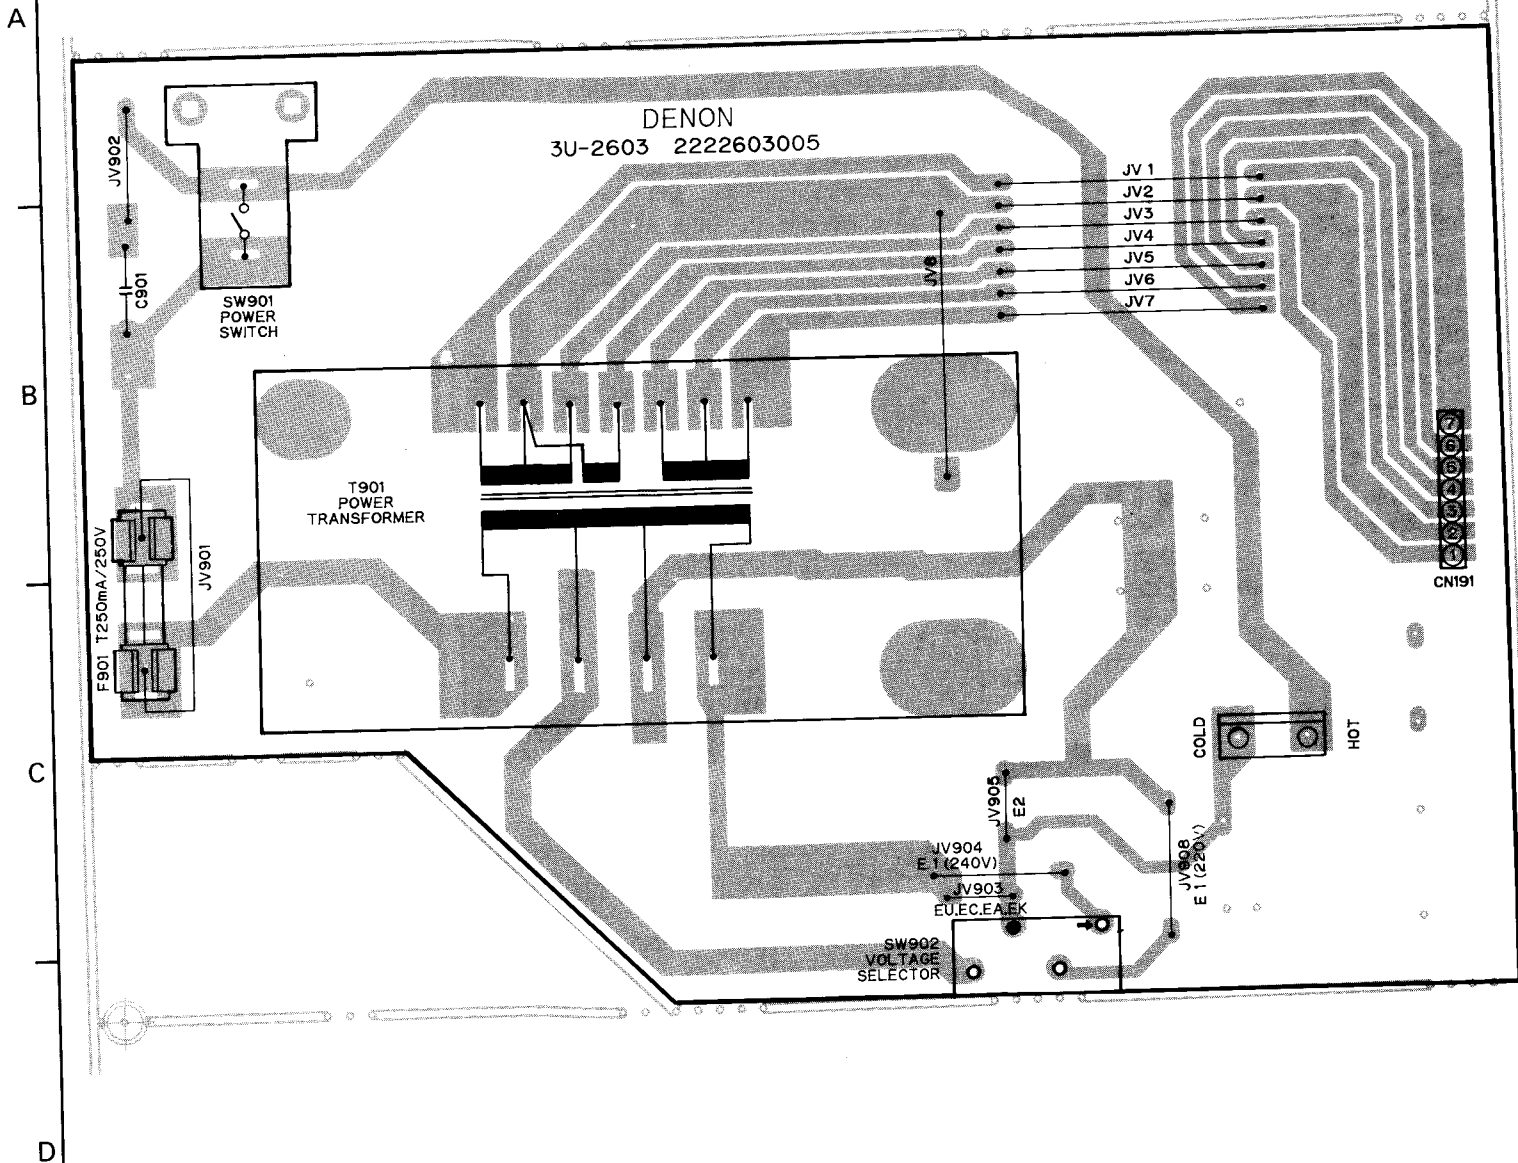 A
DENON
3U-2603 2222603005
JV902
JV 1
JV2
JV3
JV4
JV5
JV6
JV7
JV8
C901
SW901
POWER
SWITCH
B
T901
POWER
TRANSFORMER
7
6
5
4
3
2
1
CN191
F901 T250mA/250V
JV901
COLD
HOT
C
JV905
E2
JV904
E.1(240V)
JV903
EU.EC.EA.EK
JV908
E1(220V)
SW902
VOLTAGE
SELECTOR
D